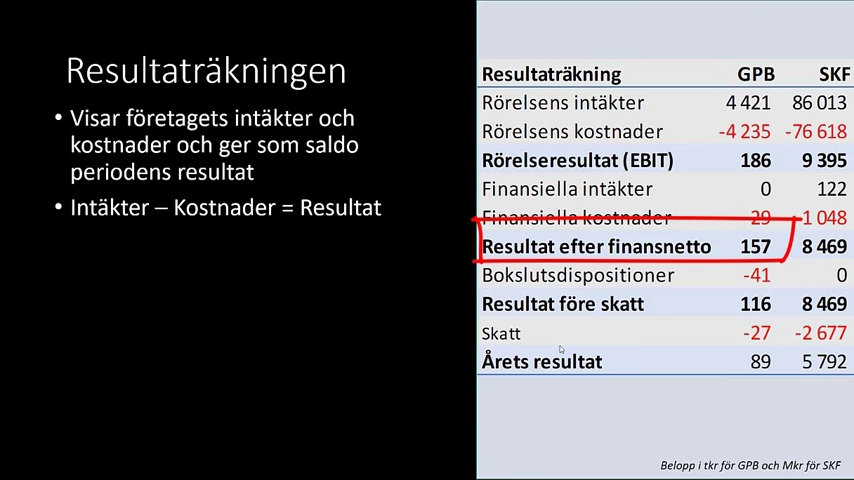 Resultaträkningen
• Visar företagets intäkter och
kostnader och ger som saldo
periodens resultat
• Intäkter – Kostnader = Resultat
Resultaträkning GPB SKF
Rörelsens intäkter 4 421 86 013
Rörelsens kostnader -4 235 -76 618
Rörelseresultat (EBIT) 186 9 395
Finansiella intäkter 0 122
Finansiella kostnader -29 -1 048
Resultat efter finansnetto 157 8 469
Bokslutsdispositioner -41 0
Resultat före skatt 116 8 469
Skatt -27 -2 677
Årets resultat 89 5 792
Belopp i tkr för GPB och Mkr för SKF